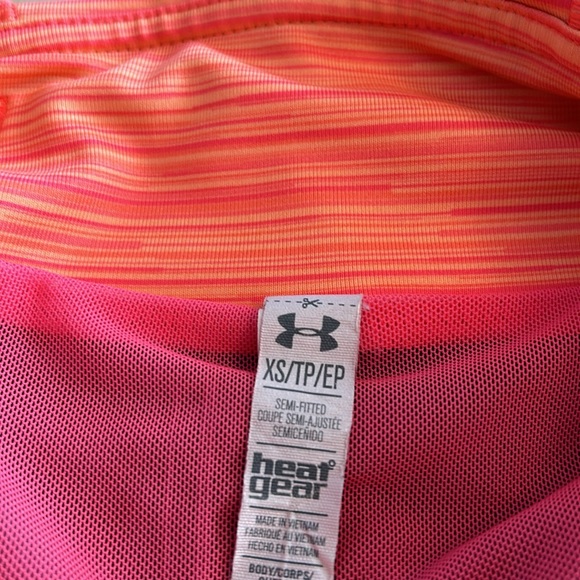 XS/TP/EP
SEMI-FITTED
COUPE SEMI-AJUSTÉE
SEMICEÑIDO
heat
gear
MADE IN VIETNAM
FABRIQUÉ AU VIETNAM
HECHO EN VIETNAM
BODY/CORPS/